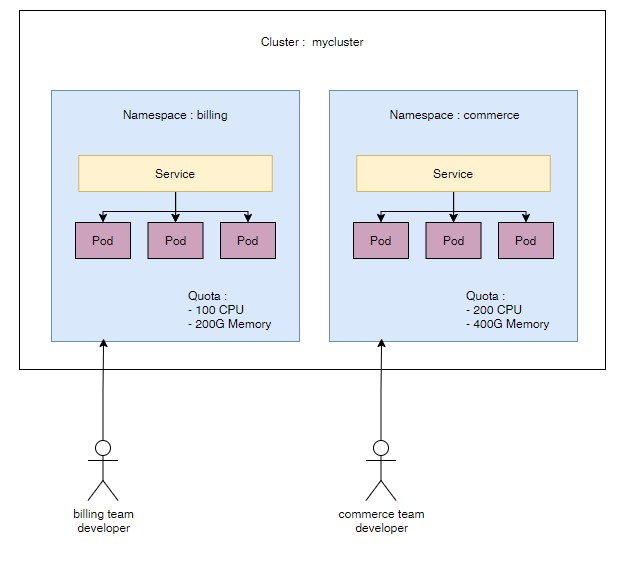 Cluster :  mycluster
Namespace : billing
Service
Pod
Pod
Pod
Quota :
- 100 CPU
- 200G Memory
Namespace : commerce
Service
Pod
Pod
Pod
Quota :
- 200 CPU
- 400G Memory
billing team
developer
commerce team
developer